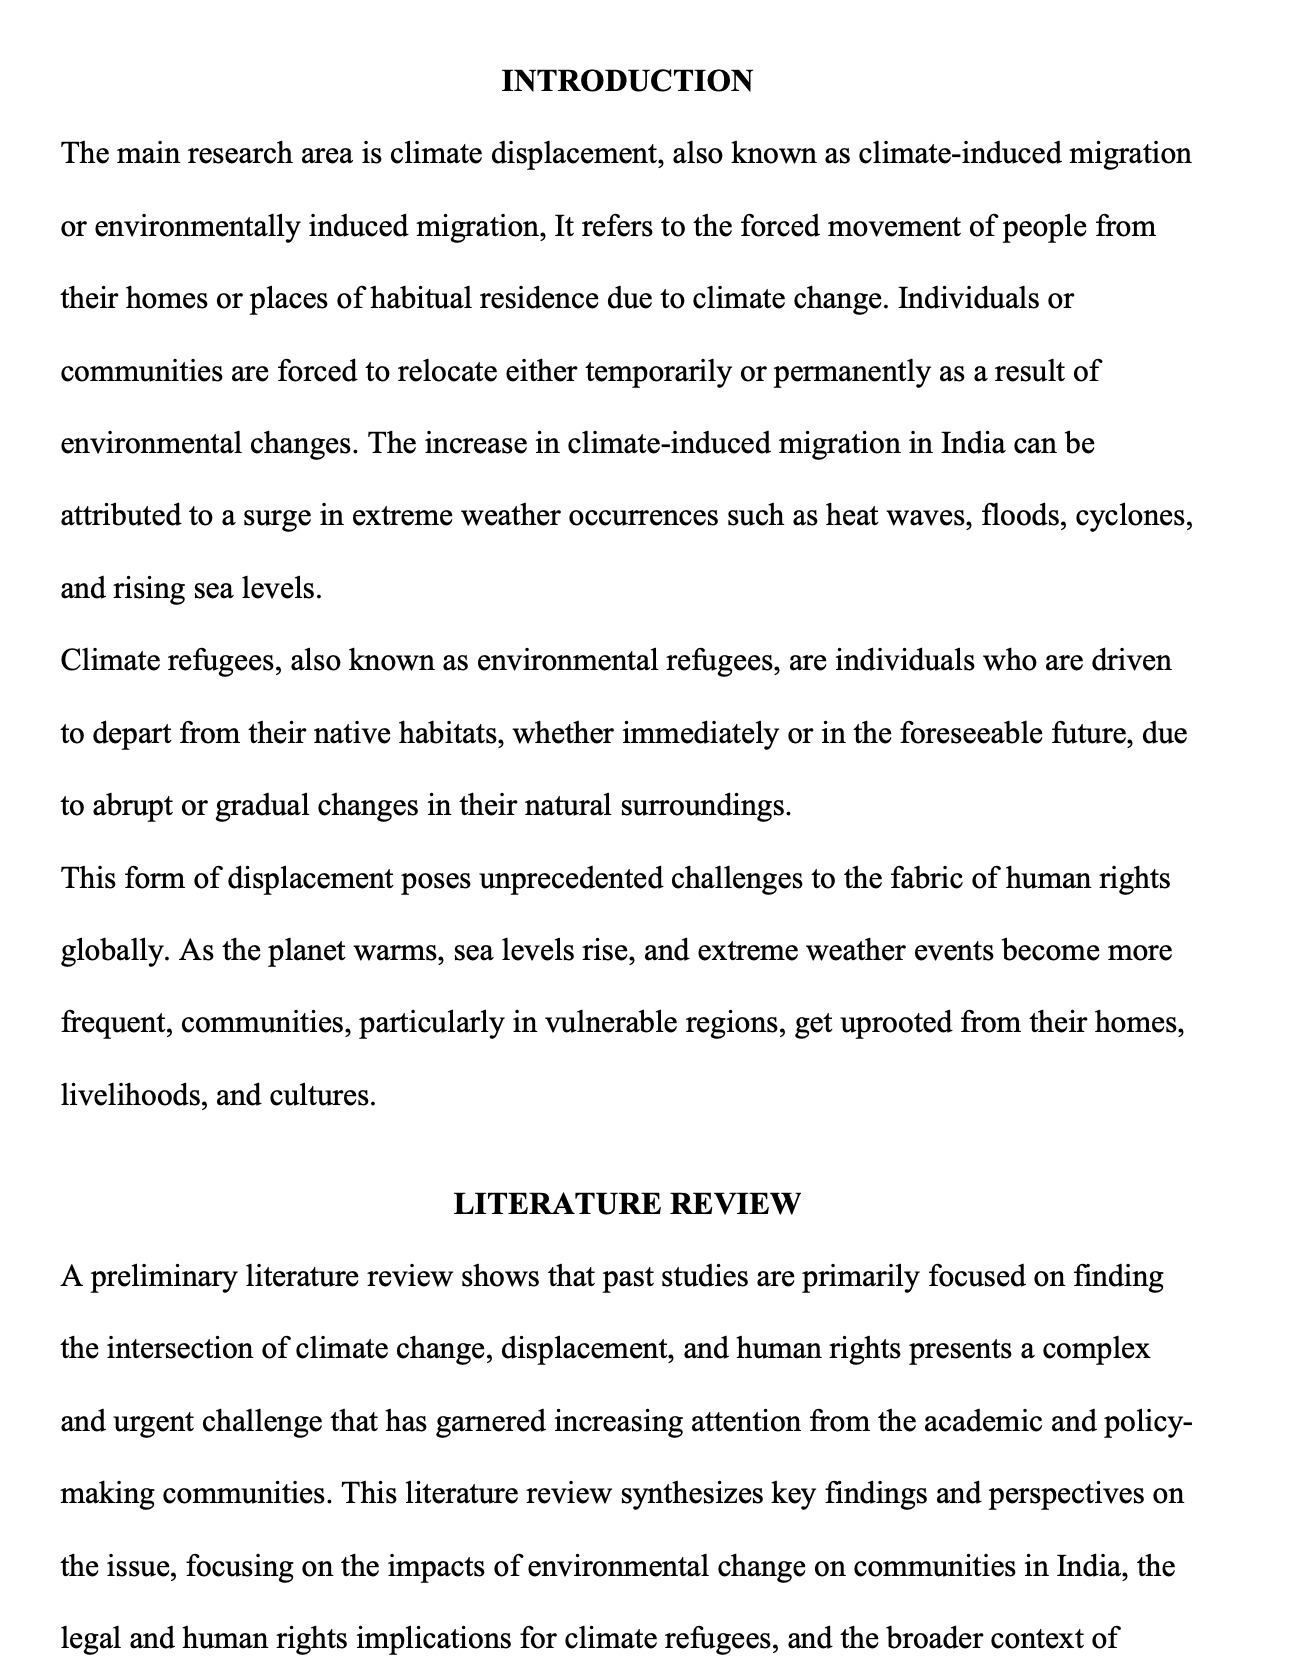 INTRODUCTION
The main research area is climate displacement, also known as climate-induced migration
or environmentally induced migration, It refers to the forced movement of people from
their homes or places of habitual residence due to climate change. Individuals or
communities are forced to relocate either temporarily or permanently as a result of
environmental changes. The increase in climate-induced migration in India can be
attributed to a surge in extreme weather occurrences such as heat waves, floods, cyclones,
and rising sea levels.
Climate refugees, also known as environmental refugees, are individuals who are driven
to depart from their native habitats, whether immediately or in the foreseeable future, due
to abrupt or gradual changes in their natural surroundings.
This form of displacement poses unprecedented challenges to the fabric of human rights
globally. As the planet warms, sea levels rise, and extreme weather events become more
frequent, communities, particularly in vulnerable regions, get uprooted from their homes,
livelihoods, and cultures.
LITERATURE REVIEW
A preliminary literature review shows that past studies are primarily focused on finding
the intersection of climate change, displacement, and human rights presents a complex
and urgent challenge that has garnered increasing attention from the academic and policy-
making communities. This literature review synthesizes key findings and perspectives on
the issue, focusing on the impacts of environmental change on communities in India, the
legal and human rights implications for climate refugees, and the broader context of